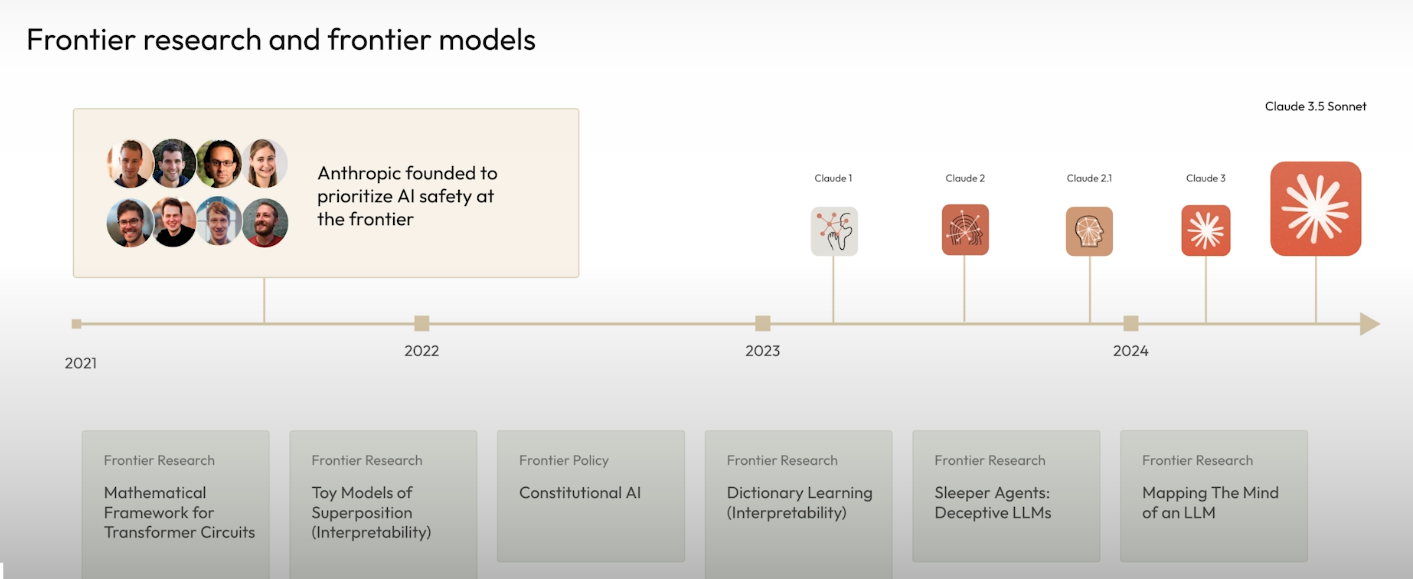 Frontier research and frontier models
Anthropic founded to
prioritize AI safety at
the frontier
Claude 1
Claude 2
Claude 2.1
Claude 3
Claude 3.5 Sonnet
2021
2022
2023
2024
Frontier Research
Mathematical
Framework for
Transformer Circuits
Frontier Research
Toy Models of
Superposition
(Interpretability)
Frontier Policy
Constitutional AI
Frontier Research
Dictionary Learning
(Interpretability)
Frontier Research
Sleeper Agents:
Deceptive LLMs
Frontier Research
Mapping The Mind
of an LLM